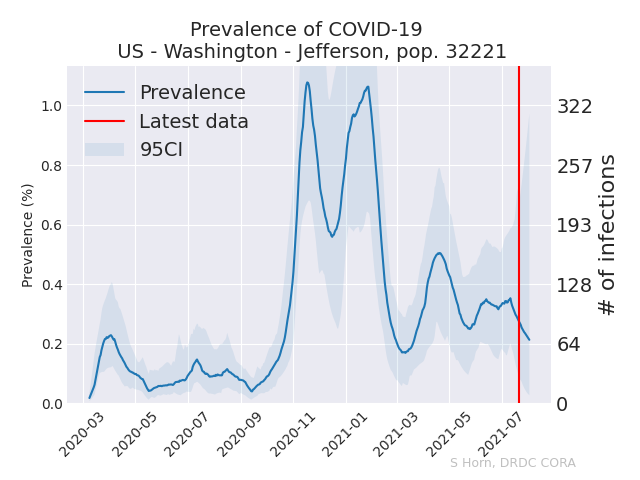 Prevalence of COVID-19
US - Washington - Jefferson, pop. 32221
Prevalence
Latest data
95CI
Prevalence (%)
1.0
0.8
0.6
0.4
0.2
0.0
322
257
193
128
64
0
# of infections
2020-03
2020-05
2020-07
2020-09
2020-11
2021-01
2021-03
2021-05
2021-07
S Horn, DRDC CORA